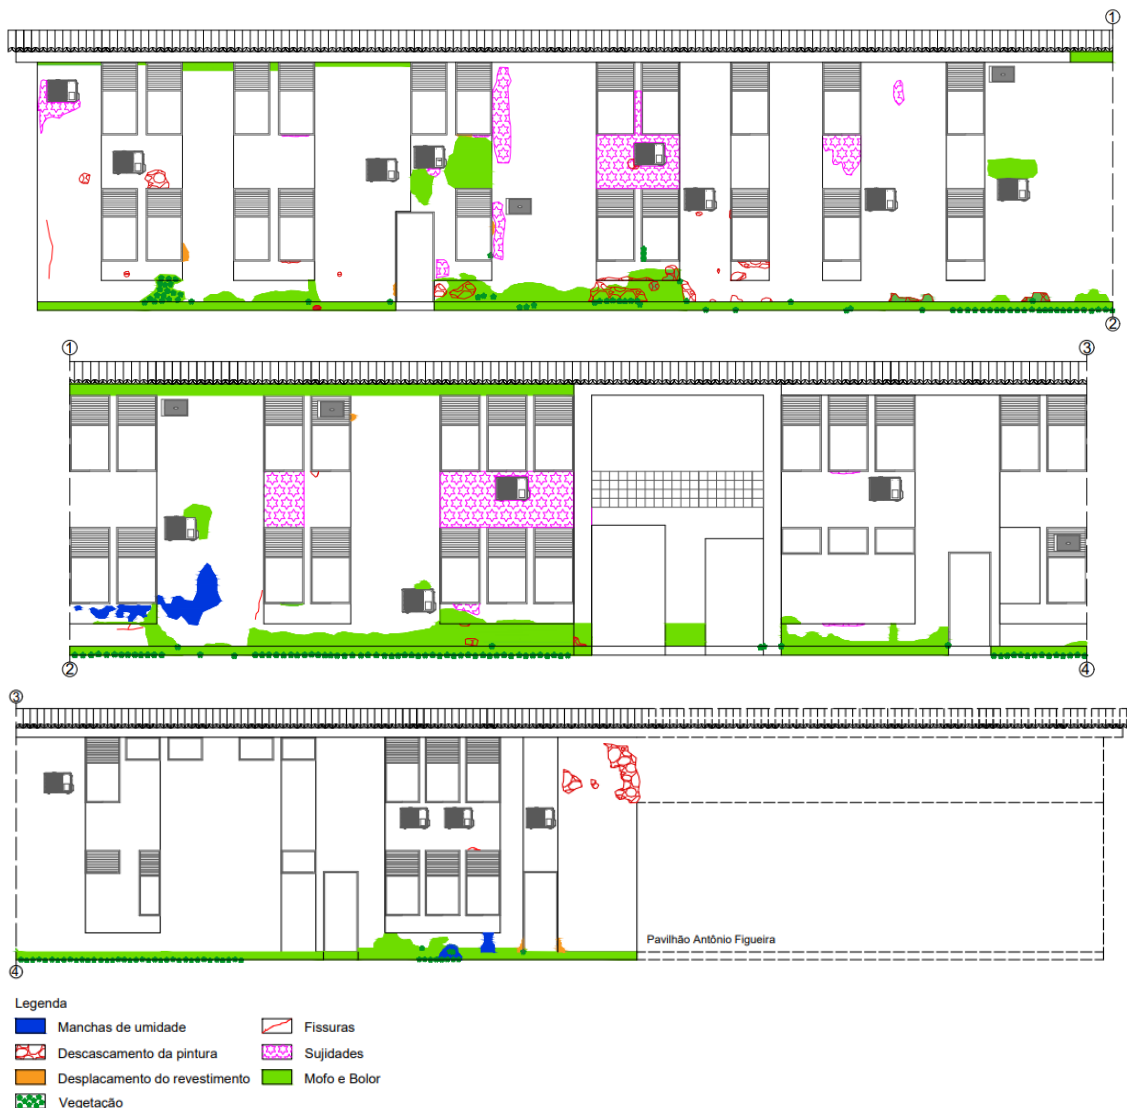 1
2
1
3
2
4
3
Pavilhão Antônio Figueira
4
Legenda
Manchas de umidade
Fissuras
Descascamento da pintura
Sujidades
Desplacamento do revestimento
Mofo e Bolor
Vegetação